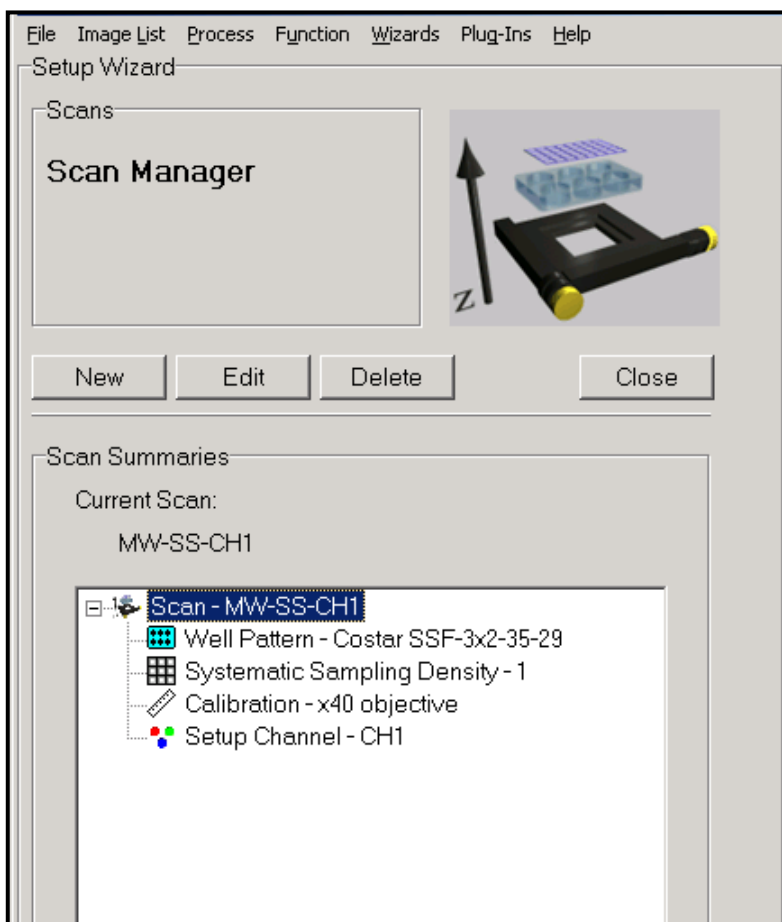 File Image List Process Function Wizards Plug-Ins Help
Setup Wizard
Scans
Scan Manager
Z
New Edit Delete Close
Scan Summaries
Current Scan:
MW-SS-CH1
Scan - MW-SS-CH1
Well Pattern - Costar SSF-3x2-35-29
Systematic Sampling Density - 1
Calibration - x40 objective
Setup Channel - CH1